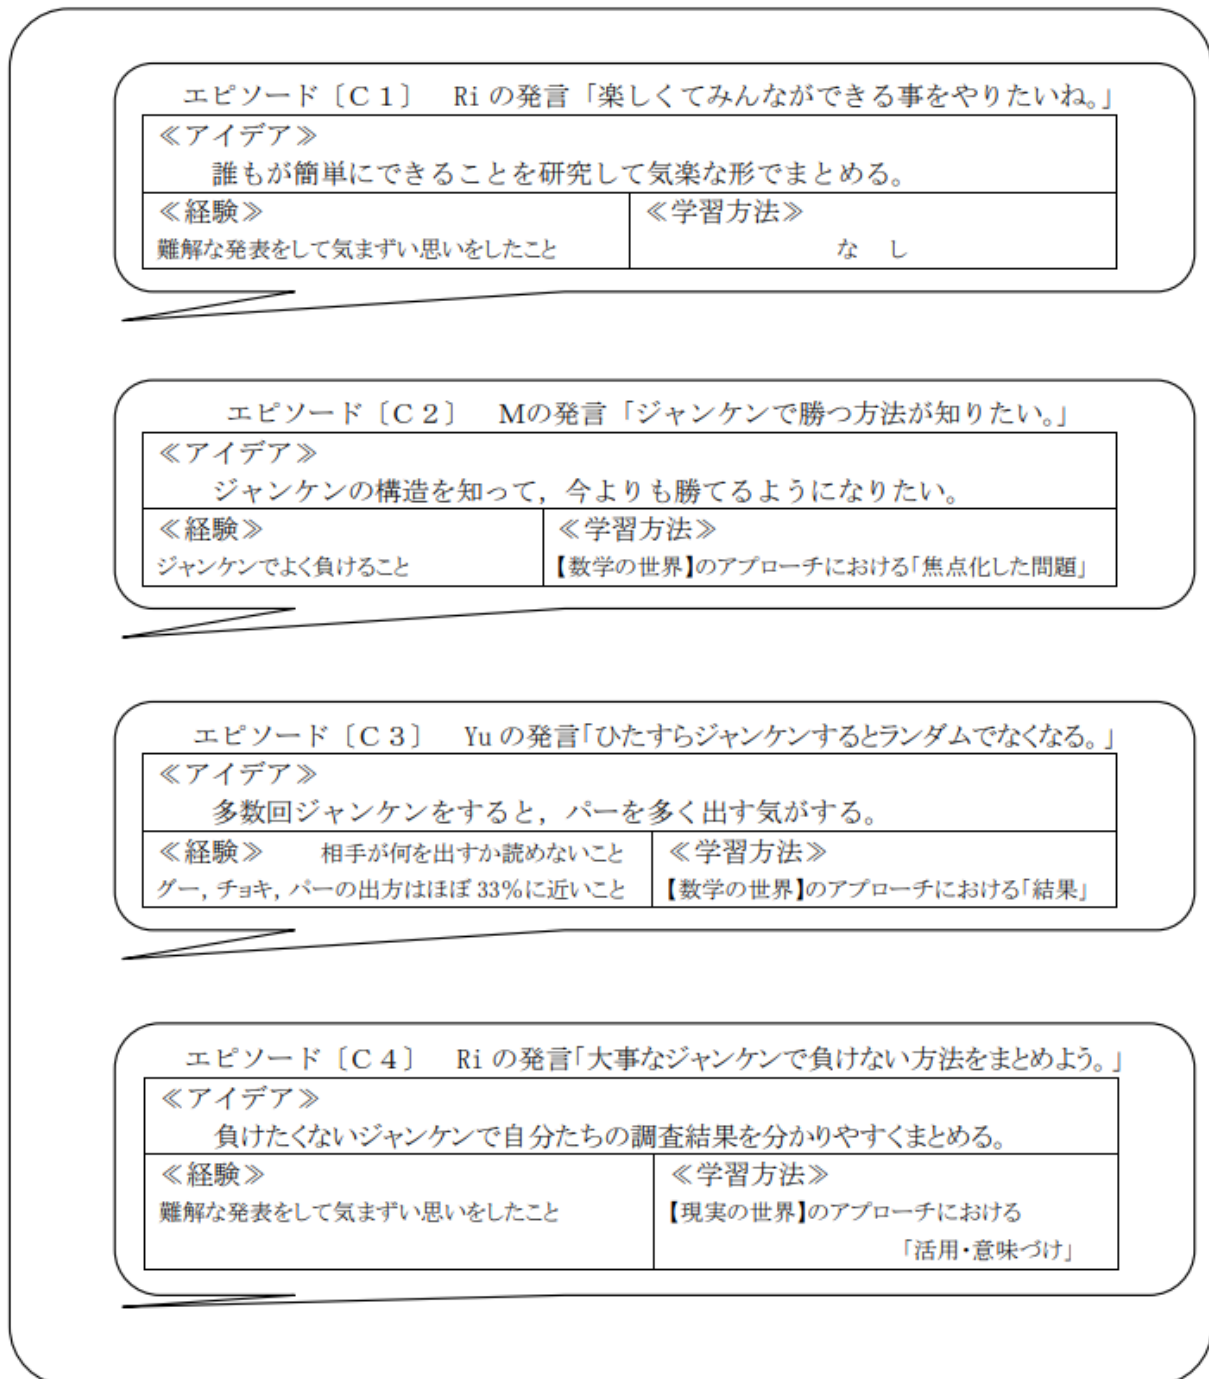 エピソード〔C1〕　Ri の発言「楽しくてみんなができる事をやりたいね。」
≪アイデア≫
誰もが簡単にできることを研究して気楽な形でまとめる。
≪経験≫
難解な発表をして気まずい思いをしたこと
≪学習方法≫
な　し
エピソード〔C2〕　Mの発言「ジャンケンで勝つ方法が知りたい。」
≪アイデア≫
ジャンケンの構造を知って，今よりも勝てるようになりたい。
≪経験≫
ジャンケンでよく負けること
≪学習方法≫
【数学の世界】のアプローチにおける「焦点化した問題」
エピソード〔C3〕　Yu の発言「ひたすらジャンケンするとランダムでなくなる。」
≪アイデア≫
多数回ジャンケンをすると，パーを多く出す気がする。
≪経験≫　相手が何を出すか読めないこと
グー，チョキ，パーの出方はほぼ 33%に近いこと
≪学習方法≫
【数学の世界】のアプローチにおける「結果」
エピソード〔C4〕　Ri の発言「大事なジャンケンで負けない方法をまとめよう。」
≪アイデア≫
負けたくないジャンケンで自分たちの調査結果を分かりやすくまとめる。
≪経験≫
難解な発表をして気まずい思いをしたこと
≪学習方法≫
【現実の世界】のアプローチにおける
「活用・意味づけ」